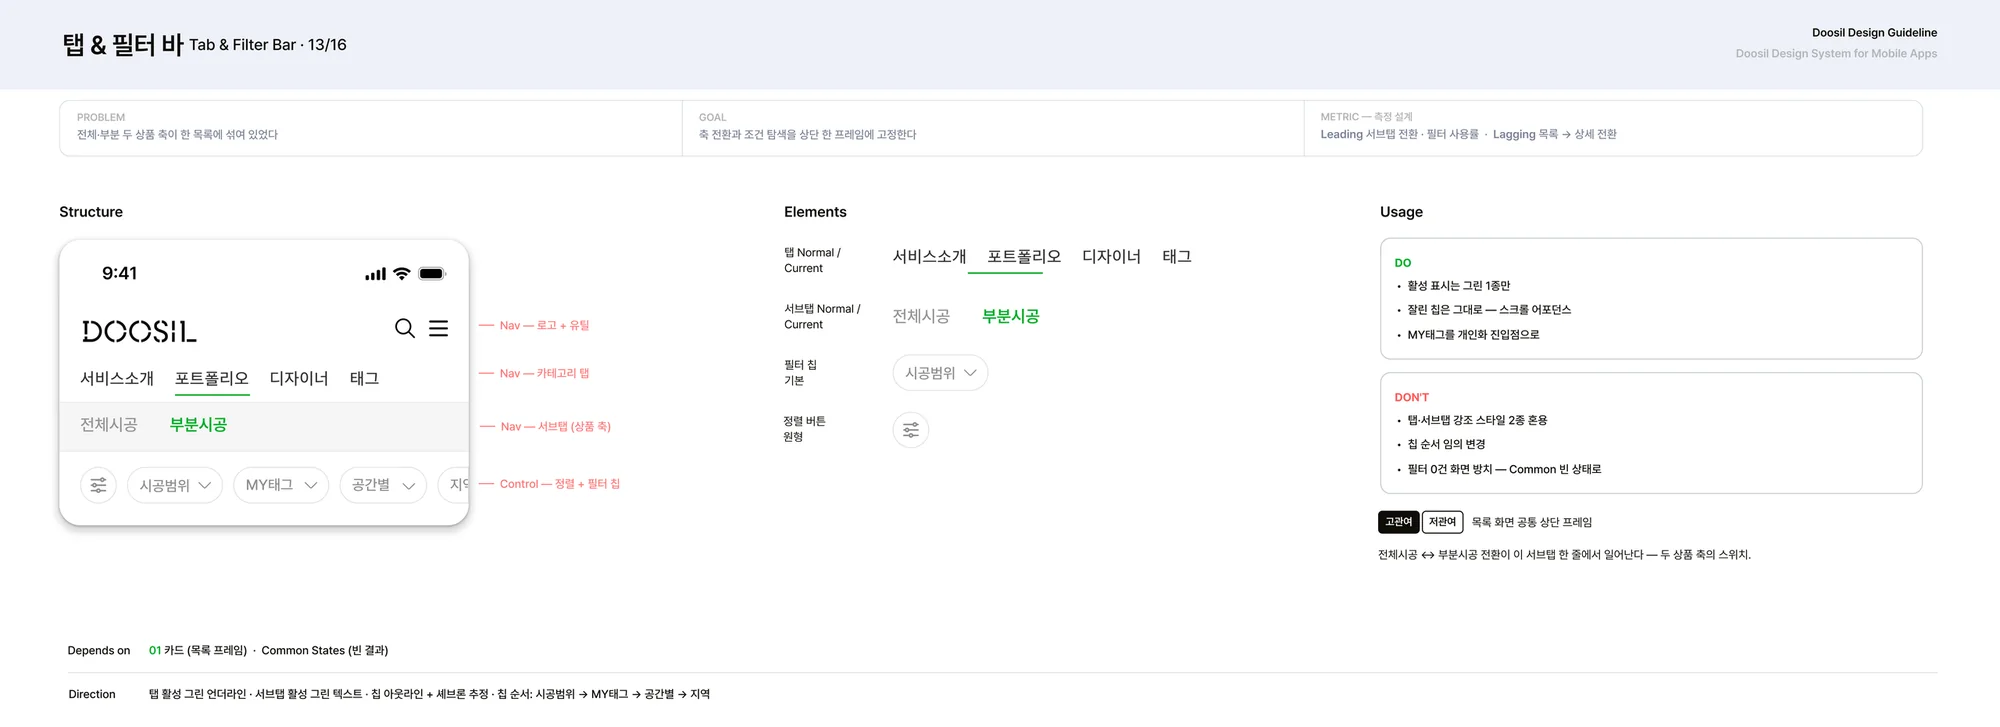 탭 & 필터 바 Tab & Filter Bar · 13/16
Doosil Design Guideline
Doosil Design System for Mobile Apps
PROBLEM
전체·부분 두 상품 축이 한 목록에 섞여 있었다
GOAL
축 전환과 조건 탐색을 상단 한 프레임에 고정한다
METRIC — 측정 설계
Leading 서브탭 전환 · 필터 사용률 · Lagging 목록 → 상세 전환
Structure
9:41
DOOSIL
서비스소개 포트폴리오 디자이너 태그
전체시공 부분시공
시공범위 MY태그 공간별 지역
Nav — 로고 + 유틸
Nav — 카테고리 탭
Nav — 서브탭 (상품 축)
Control — 정렬 + 필터 칩
Elements
탭 Normal /
Current
서비스소개 포트폴리오 디자이너 태그
서브탭 Normal /
Current
전체시공 부분시공
필터 칩
기본
시공범위
정렬 버튼
원형
Usage
DO
• 활성 표시는 그린 1종만
• 잘린 칩은 그대로 — 스크롤 어포던스
• MY태그를 개인화 진입점으로
DON'T
• 탭·서브탭 강조 스타일 2종 혼용
• 칩 순서 임의 변경
• 필터 0건 화면 방치 — Common 빈 상태로
고관여 저관여 목록 화면 공통 상단 프레임
전체시공 ↔ 부분시공 전환이 이 서브탭 한 줄에서 일어난다 — 두 상품 축의 스위치.
Depends on 01 카드 (목록 프레임) · Common States (빈 결과)
Direction 탭 활성 그린 언더라인 · 서브탭 활성 그린 텍스트 · 칩 아웃라인 + 셰브론 추정 · 칩 순서: 시공범위 → MY태그 → 공간별 → 지역